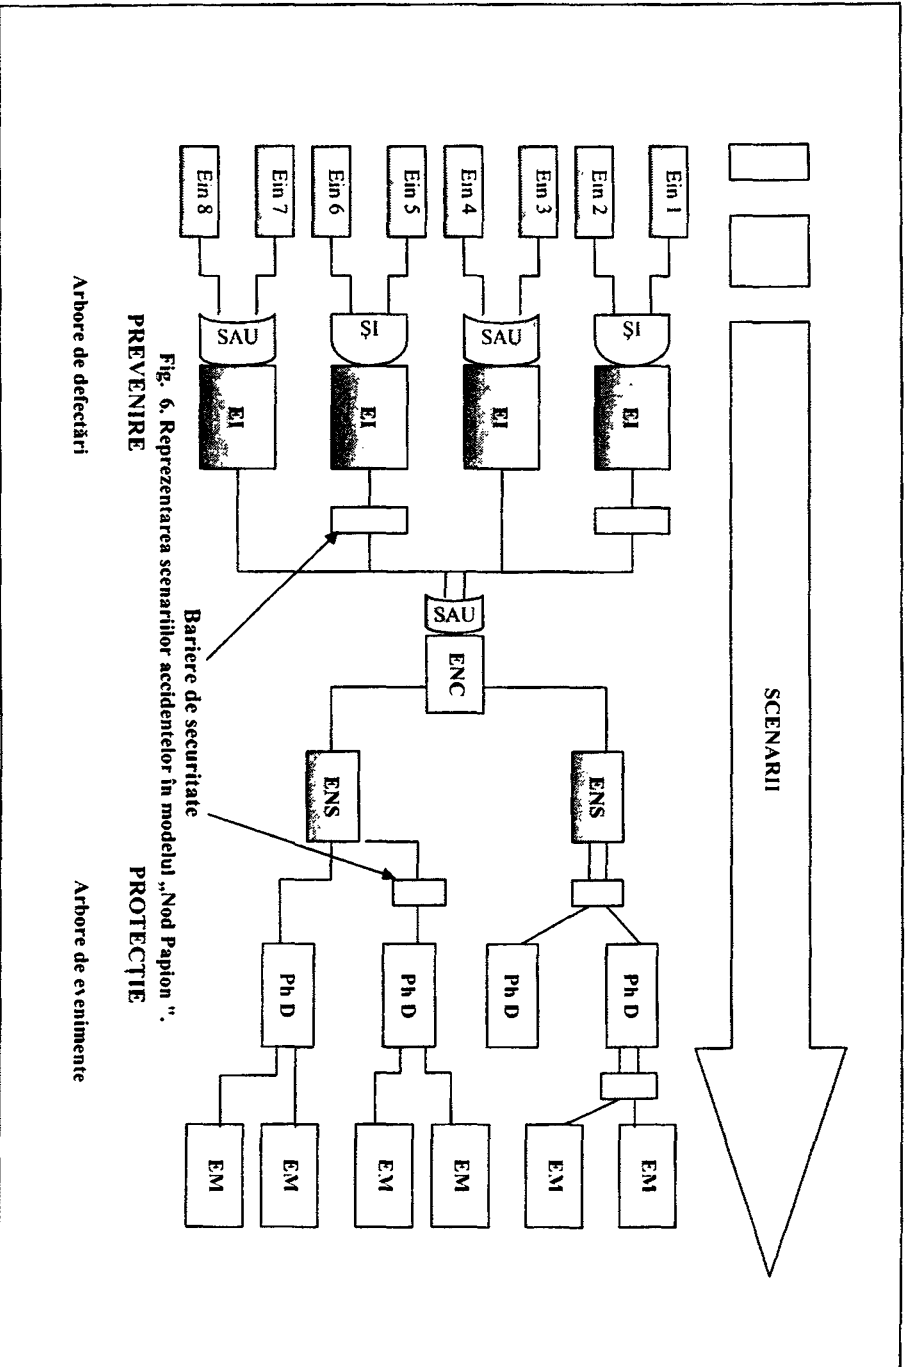 SCENARII
Ein 1
Ein 2
Ein 3
Ein 4
Ein 5
Ein 6
Ein 7
Ein 8
ŞI
SAU
ŞI
SAU
EI
EI
EI
EI
SAU
ENC
ENS
ENS
Ph D
Ph D
Ph D
Ph D
EM
EM
EM
EM
EM
EM
Bariere de securitate
Fig. 6. Reprezentarea scenariilor accidentelor în modelul „Nod Papion ".
PREVENIRE
PROTECŢIE
Arbore de defectări
Arbore de evenimente